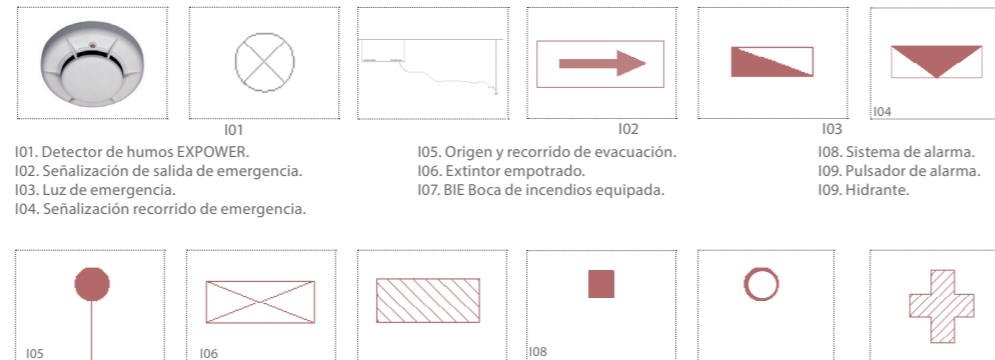 I01
I02
I03
I04
I01. Detector de humos EXPOWER.
I02. Señalización de salida de emergencia.
I03. Luz de emergencia.
I04. Señalización recorrido de emergencia.
I05. Origen y recorrido de evacuación.
I06. Extintor empotrado.
I07. BIE Boca de incendios equipada.
I08. Sistema de alarma.
I09. Pulsador de alarma.
I09. Hidrante.
I05
I06
I08